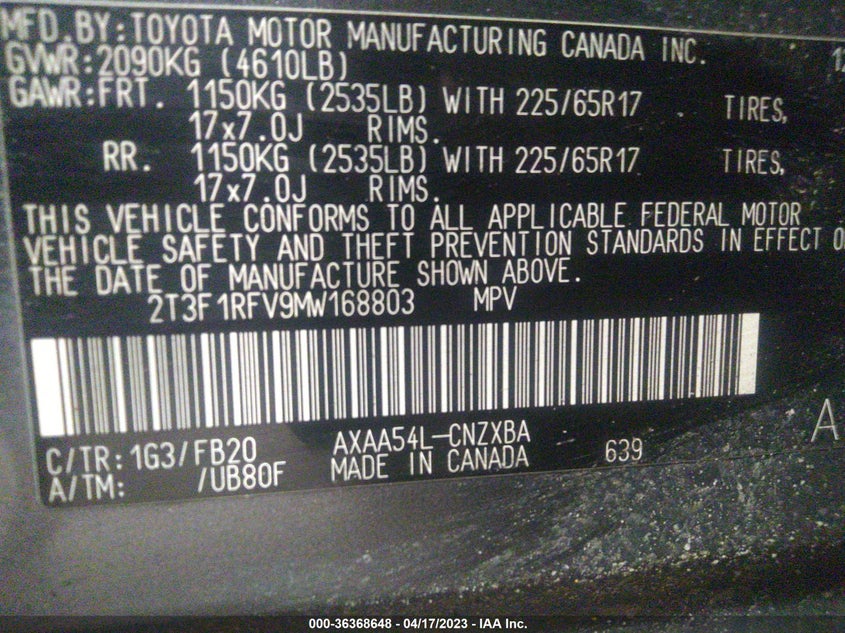 MFD.BY:TOYOTA MOTOR MANUFACTURING CANADA INC. 12
GVWR:2090KG (4610LB)
GAWR:FRT. 1150KG (2535LB) WITH 225/65R17 TIRES,
17x7.0J RIMS.
RR. 1150KG (2535LB) WITH 225/65R17 TIRES,
17x7.0J RIMS.
THIS VEHICLE CONFORMS TO ALL APPLICABLE FEDERAL MOTOR
VEHICLE SAFETY AND THEFT PREVENTION STANDARDS IN EFFECT O
THE DATE OF MANUFACTURE SHOWN ABOVE.
2T3F1RFV9MW168803 MPV
C/TR: 1G3/FB20 AXAA54L-CNZXBA 639 A
A/TM: /UB80F MADE IN CANADA
000-36368648 - 04/17/2023 - IAA Inc.